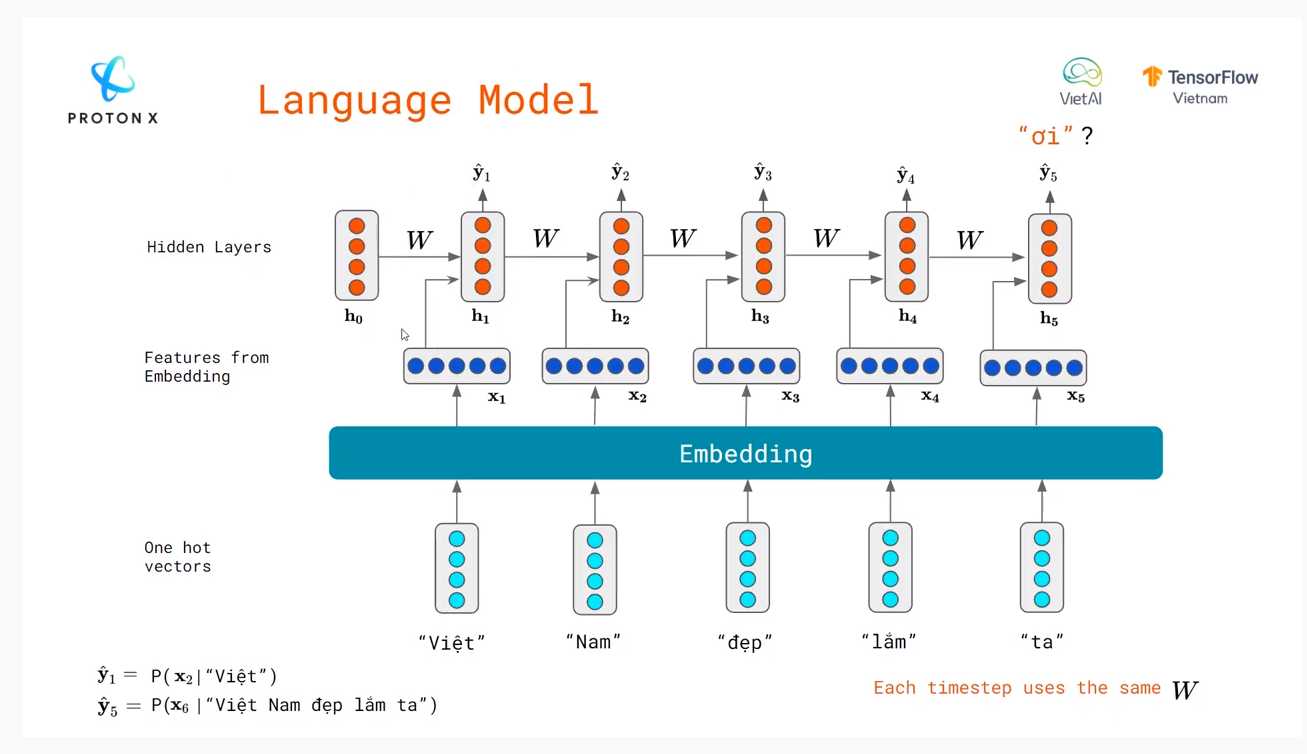 PROTON X
Language Model
VietAI
TensorFlow
Vietnam
“ơi” ?
ŷ₁ ŷ₂ ŷ₃ ŷ₄ ŷ₅
Hidden Layers
W W W W W
h₀ h₁ h₂ h₃ h₄ h₅
Features from
Embedding
x₁ x₂ x₃ x₄ x₅
Embedding
One hot
vectors
“Việt” “Nam” “đẹp” “lắm” “ta”
ŷ₁ = P( x₂|“Việt”)
ŷ₅ = P(x₆ |“Việt Nam đẹp lắm ta”)
Each timestep uses the same W